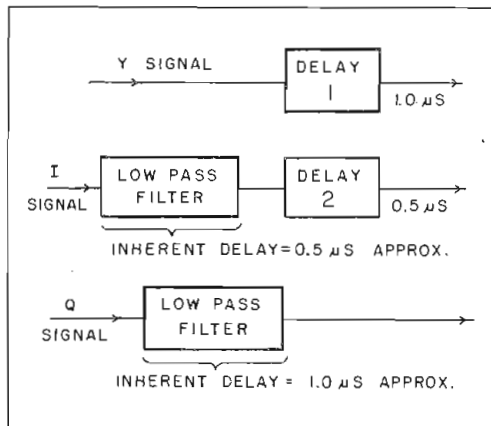 Y SIGNAL
DELAY
1
1.0 µS
I
SIGNAL
LOW PASS
FILTER
DELAY
2
0.5 µS
INHERENT DELAY=0.5 µS APPROX.
Q
SIGNAL
LOW PASS
FILTER
INHERENT DELAY= 1.0 µS APPROX.